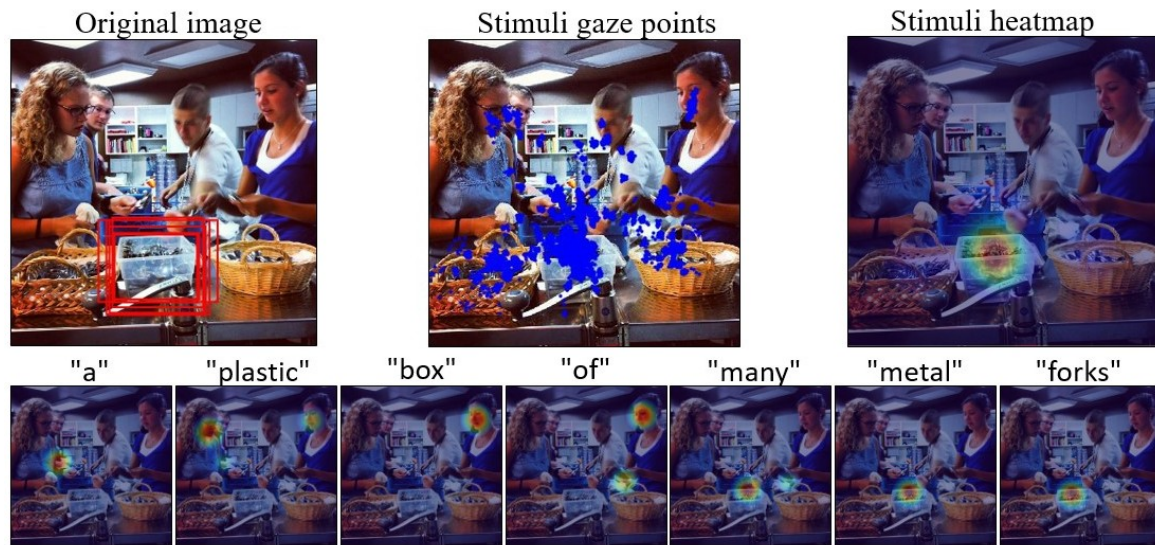 Original image
Stimuli gaze points
Stimuli heatmap
"a"
"plastic"
"box"
"of"
"many"
"metal"
"forks"